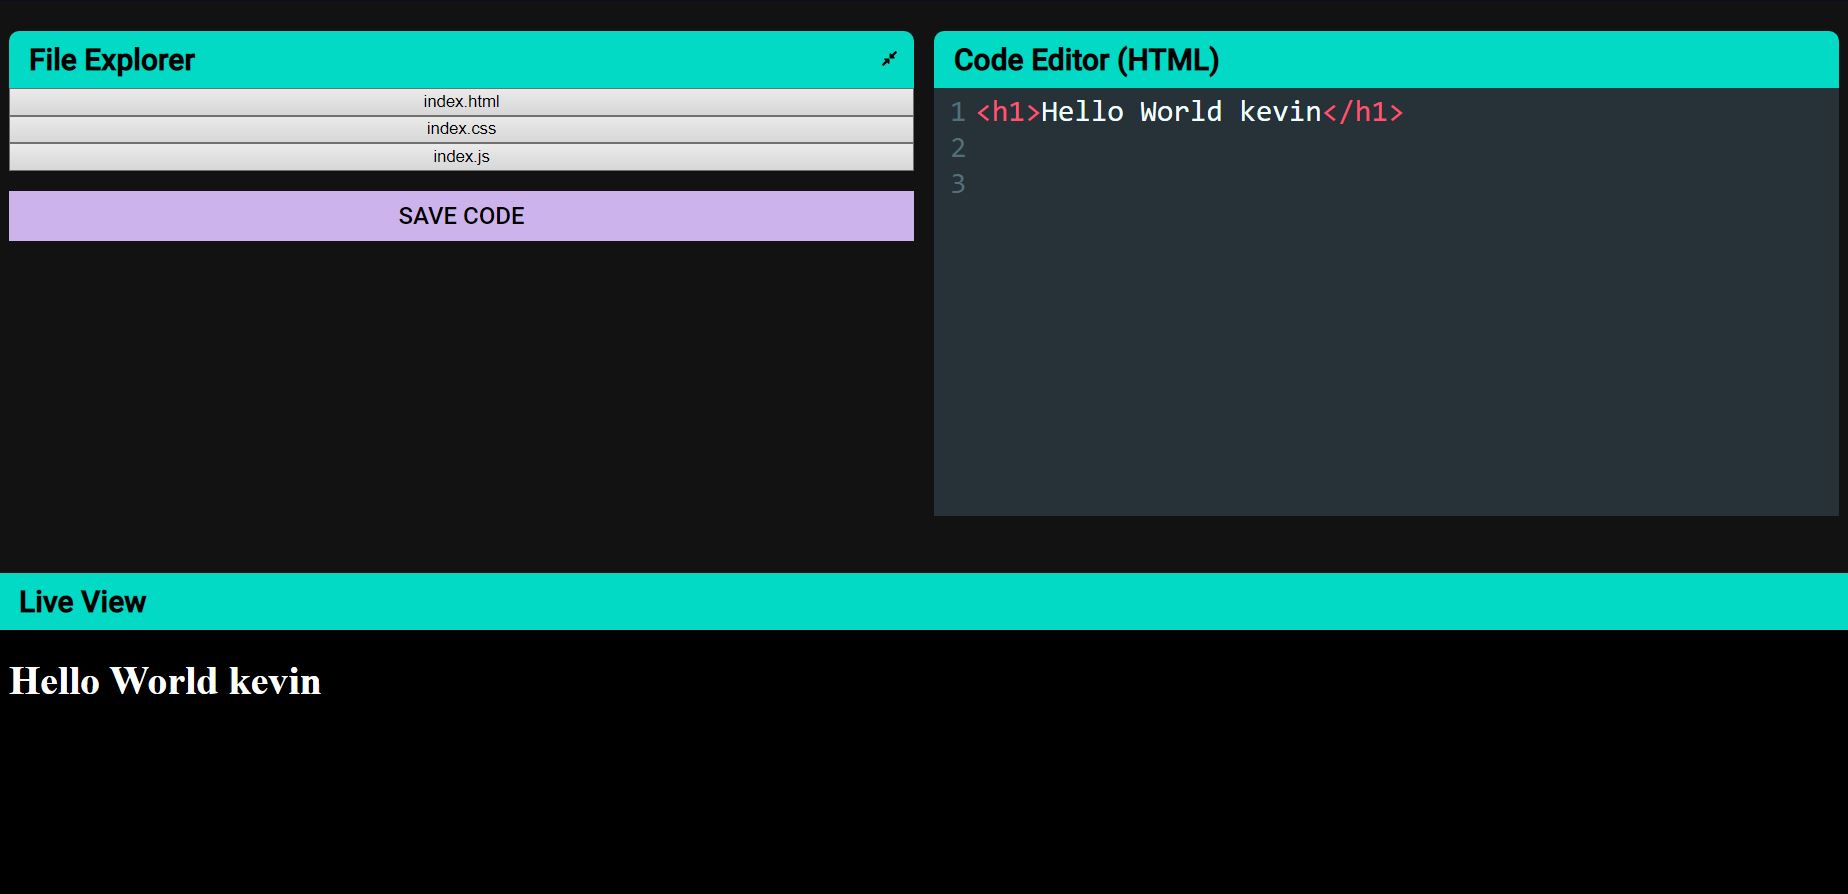 File Explorer
index.html
index.css
index.js
SAVE CODE
Code Editor (HTML)
1 <h1>Hello World kevin</h1>
2
3
Live View
Hello World kevin